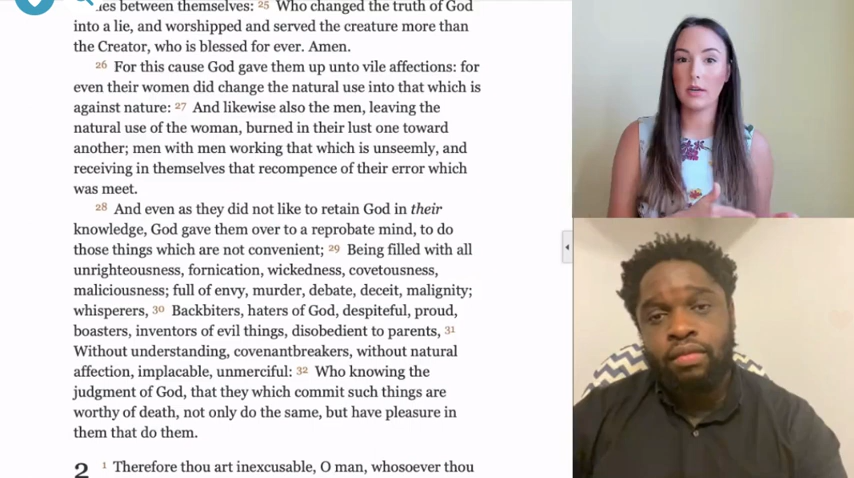 ies between themselves: 25 Who changed the truth of God
into a lie, and worshipped and served the creature more than
the Creator, who is blessed for ever. Amen.
26 For this cause God gave them up unto vile affections: for
even their women did change the natural use into that which is
against nature: 27 And likewise also the men, leaving the
natural use of the woman, burned in their lust one toward
another; men with men working that which is unseemly, and
receiving in themselves that recompence of their error which
was meet.
28 And even as they did not like to retain God in their
knowledge, God gave them over to a reprobate mind, to do
those things which are not convenient; 29 Being filled with all
unrighteousness, fornication, wickedness, covetousness,
maliciousness; full of envy, murder, debate, deceit, malignity;
whisperers, 30 Backbiters, haters of God, despiteful, proud,
boasters, inventors of evil things, disobedient to parents, 31
Without understanding, covenantbreakers, without natural
affection, implacable, unmerciful: 32 Who knowing the
judgment of God, that they which commit such things are
worthy of death, not only do the same, but have pleasure in
them that do them.
2 1 Therefore thou art inexcusable, O man, whosoever thou